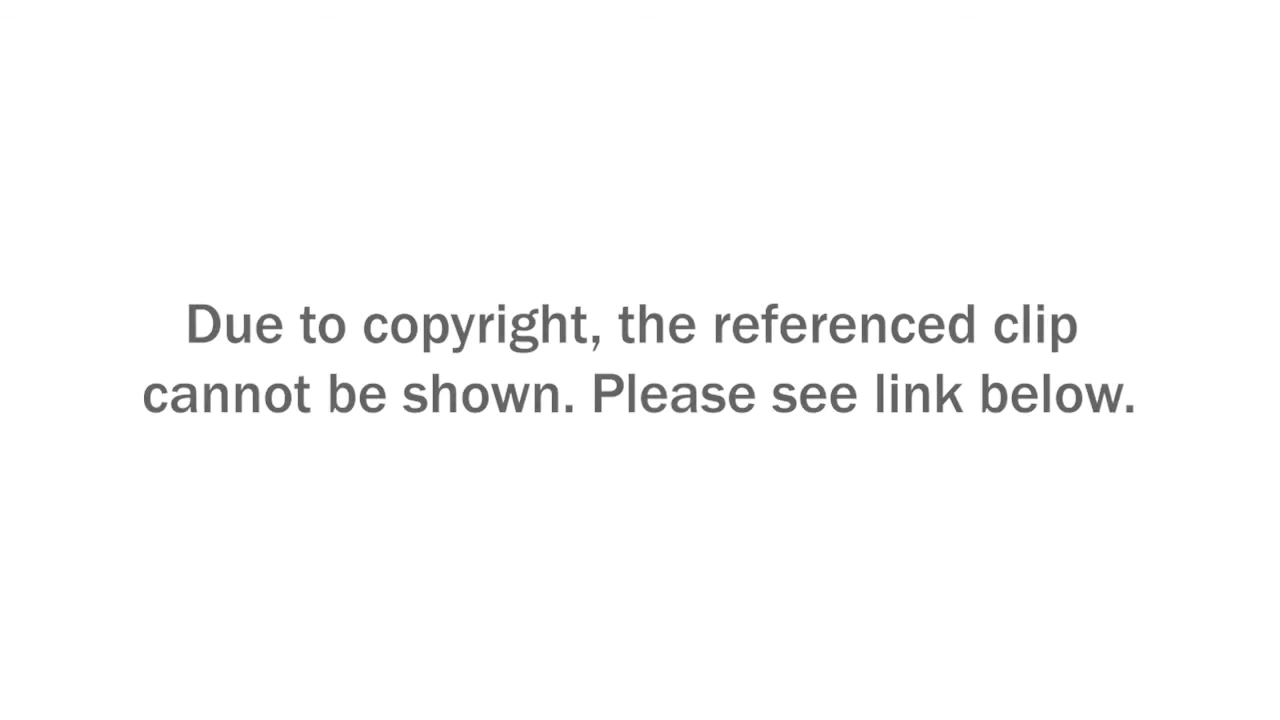 Due to copyright, the referenced clip
cannot be shown. Please see link below.